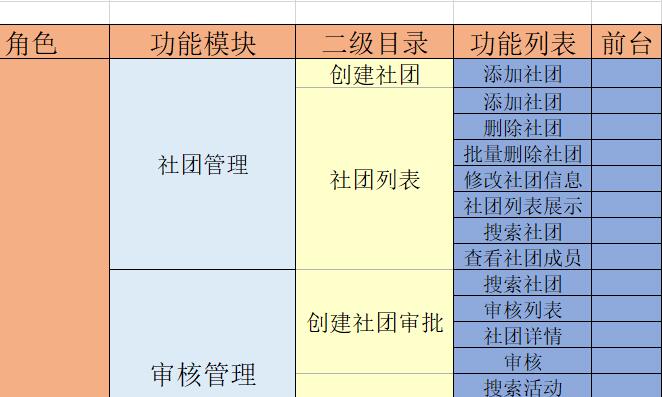 角色 功能模块 二级目录 功能列表 前台
社团管理 创建社团 添加社团
社团列表 添加社团
删除社团
批量删除社团
修改社团信息
社团列表展示
搜索社团
查看社团成员
审核管理 创建社团审批 搜索社团
审核列表
社团详情
审核
搜索活动